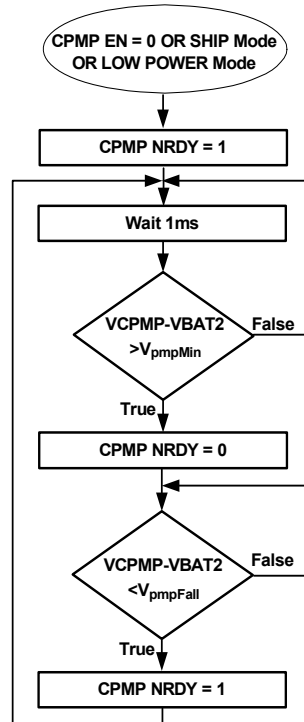 CPMP EN = 0 OR SHIP Mode
OR LOW POWER Mode
CPMP NRDY = 1
Wait 1ms
VCPMP-VBAT2
>VpmpMin
False
True
CPMP NRDY = 0
VCPMP-VBAT2
<VpmpFall
False
True
CPMP NRDY = 1